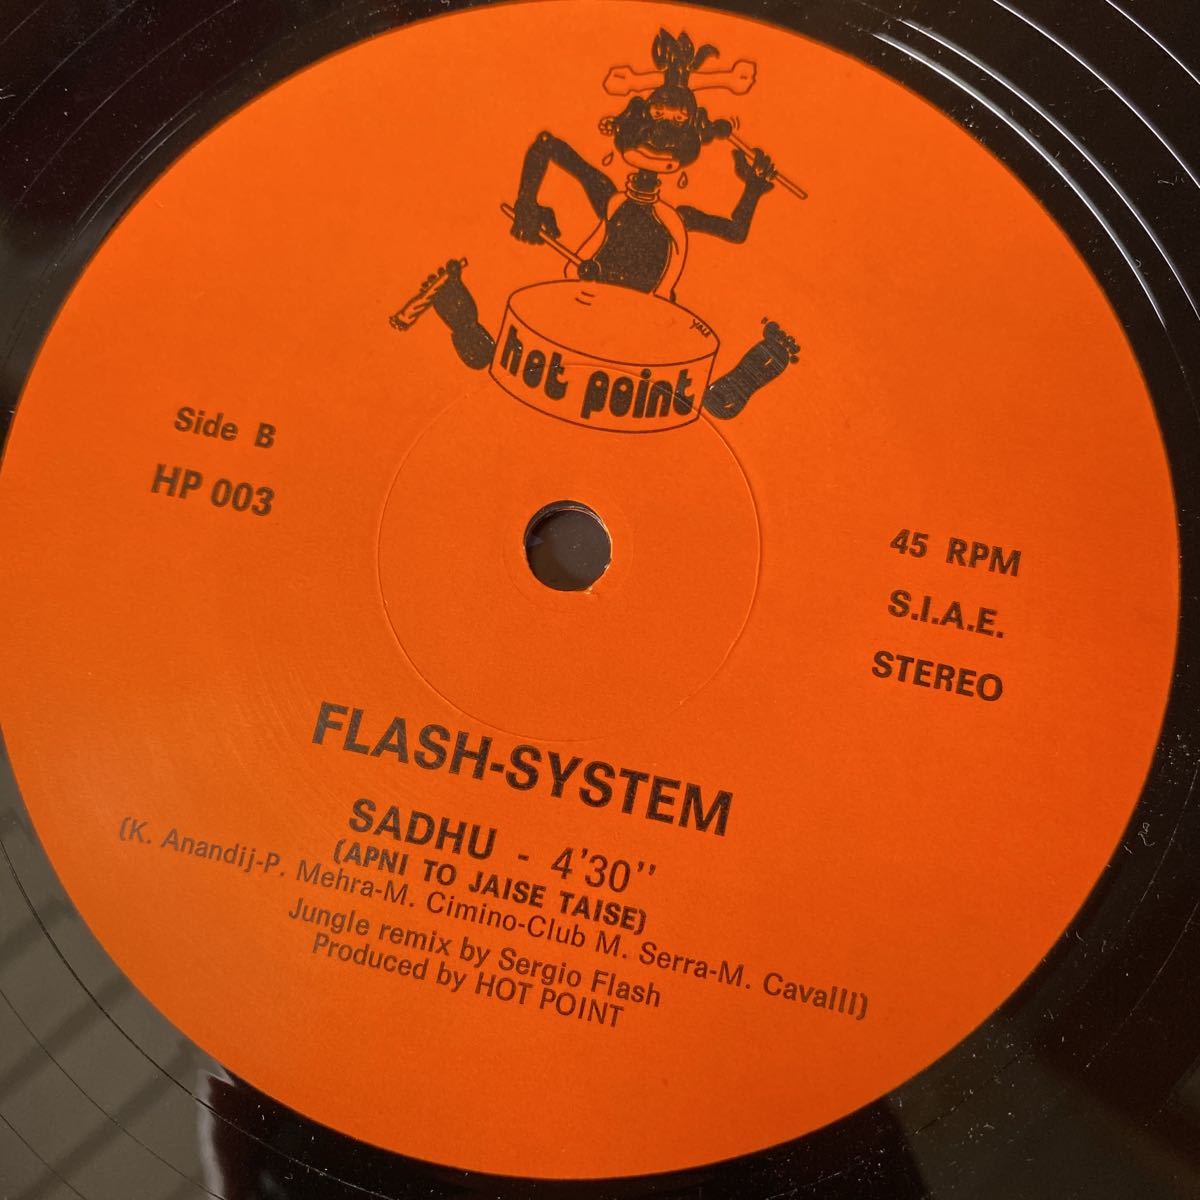 hot point
Side B
HP 003
45 RPM
S.I.A.E.
STEREO
FLASH-SYSTEM
SADHU - 4'30''
(APNI TO JAISE TAISE)
(K. Anandij-P. Mehra-M. Cimino-Club M. Serra-M. Cavalli)
Jungle remix by Sergio Flash
Produced by HOT POINT